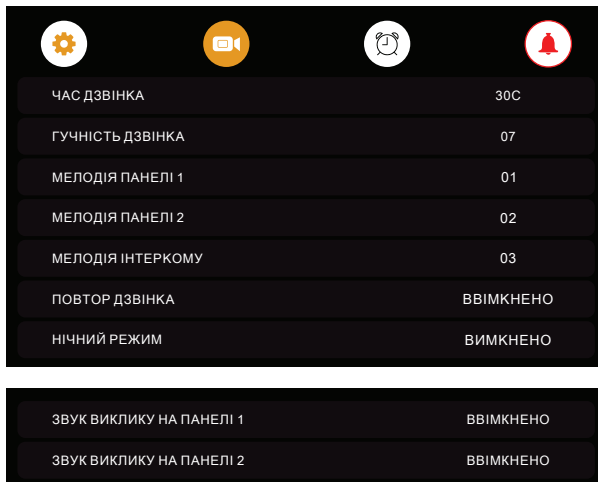 ЧАС ДЗВІНКА 30С
ГУЧНІСТЬ ДЗВІНКА 07
МЕЛОДІЯ ПАНЕЛІ 1 01
МЕЛОДІЯ ПАНЕЛІ 2 02
МЕЛОДІЯ ІНТЕРКОМУ 03
ПОВТОР ДЗВІНКА ВВІМКНЕНО
НІЧНИЙ РЕЖИМ ВИМКНЕНО
ЗВУК ВИКЛИКУ НА ПАНЕЛІ 1 ВВІМКНЕНО
ЗВУК ВИКЛИКУ НА ПАНЕЛІ 2 ВВІМКНЕНО